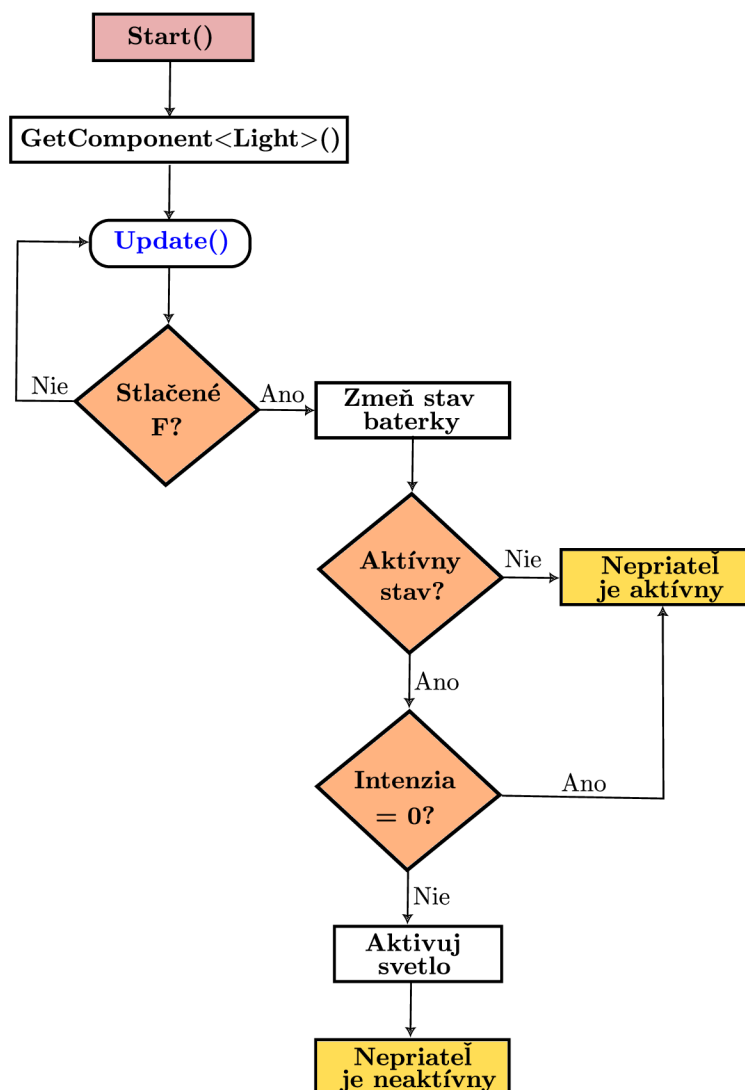 Start()
GetComponent<Light>()
Update()
Stlačené
F?
Nie
Ano
Zmeň stav
baterky
Aktívny
stav?
Nie
Nepriateľ
je aktívny
Ano
Intenzia
= 0?
Ano
Nie
Aktivuj
svetlo
Nepriateľ
je neaktívny